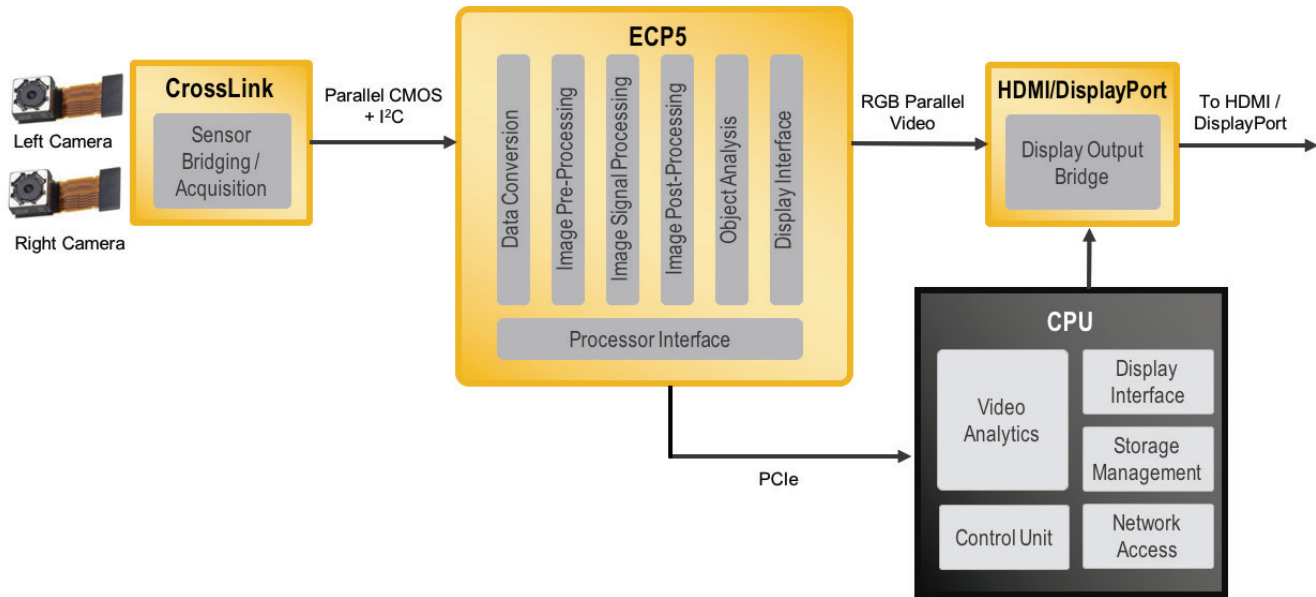 Left Camera
Right Camera
CrossLink
Sensor
Bridging /
Acquisition
Parallel CMOS
+ I²C
ECP5
Data Conversion
Image Pre-Processing
Image Signal Processing
Image Post-Processing
Object Analysis
Display Interface
Processor Interface
RGB Parallel
Video
HDMI/DisplayPort
Display Output
Bridge
To HDMI /
DisplayPort
PCIe
CPU
Video
Analytics
Display
Interface
Storage
Management
Control Unit
Network
Access